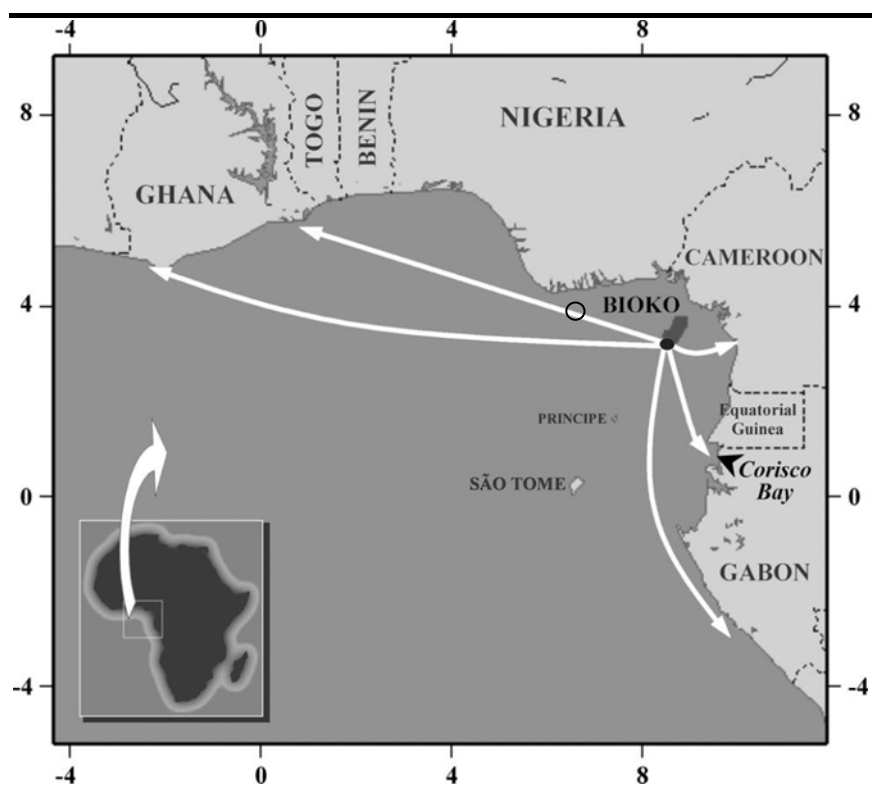 -4 0 4 8
8 8
NIGERIA
TOGO
BENIN
GHANA
CAMEROON
4 4
BIOKO
PRINCIPE
Equatorial
Guinea
SÃO TOME
Corisco
Bay
0 0
GABON
-4 -4
-4 0 4 8